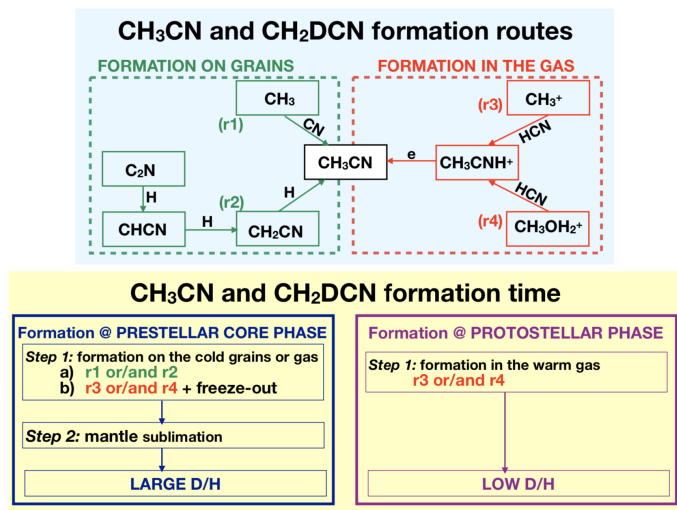 CH₃CN and CH₂DCN formation routes
FORMATION ON GRAINS
FORMATION IN THE GAS
CH₃
(r1)
CN
(r3)
CH₃⁺
HCN
C₂N
CH₃CN
e
CH₃CNH⁺
H
H
(r2)
HCN
CHCN
H
CH₂CN
(r4)
CH₃OH₂⁺
CH₃CN and CH₂DCN formation time
Formation @ PRESTELLAR CORE PHASE
Step 1: formation on the cold grains or gas
a) r1 or/and r2
b) r3 or/and r4 + freeze-out
Step 2: mantle sublimation
LARGE D/H
Formation @ PROTOSTELLAR PHASE
Step 1: formation in the warm gas
r3 or/and r4
LOW D/H